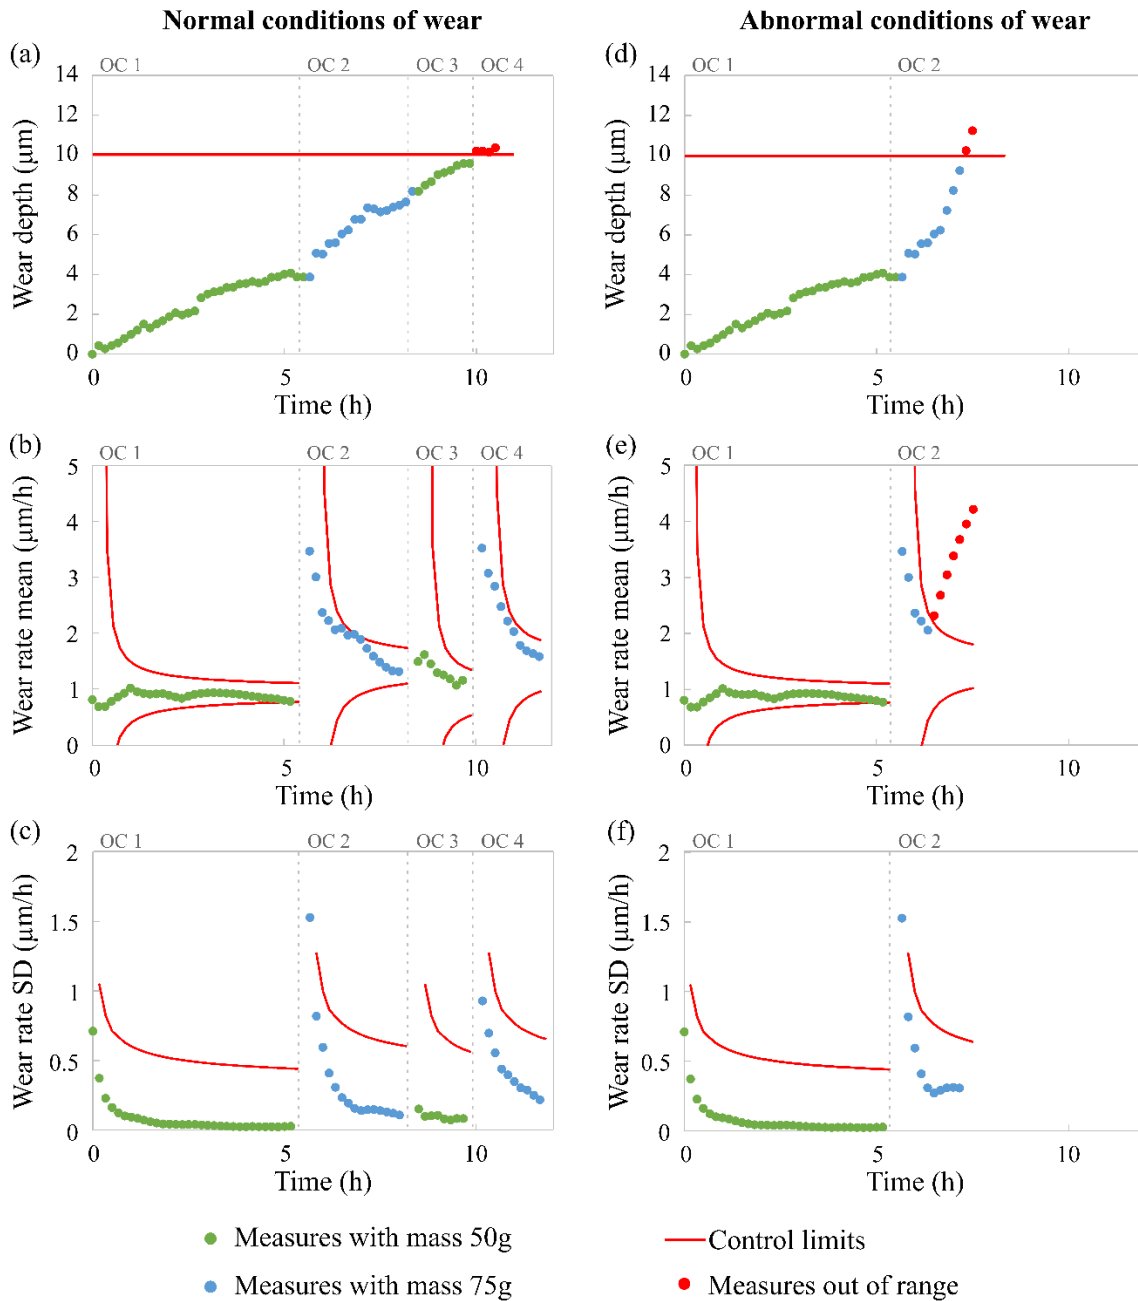 Normal conditions of wear
Abnormal conditions of wear
(a)
OC 1
OC 2
OC 3
OC 4
14
12
10
8
6
4
2
0
Wear depth (μm)
0
5
10
Time (h)
(d)
OC 1
OC 2
14
12
10
8
6
4
2
0
Wear depth (μm)
0
5
10
Time (h)
(b)
OC 1
OC 2
OC 3
OC 4
5
4
3
2
1
0
Wear rate mean (μm/h)
0
5
10
Time (h)
(e)
OC 1
OC 2
5
4
3
2
1
0
Wear rate mean (μm/h)
0
5
10
Time (h)
(c)
OC 1
OC 2
OC 3
OC 4
2
1.5
1
0.5
0
Wear rate SD (μm/h)
0
5
10
Time (h)
(f)
OC 1
OC 2
2
1.5
1
0.5
0
Wear rate SD (μm/h)
0
5
10
Time (h)
Measures with mass 50g
Control limits
Measures with mass 75g
Measures out of range